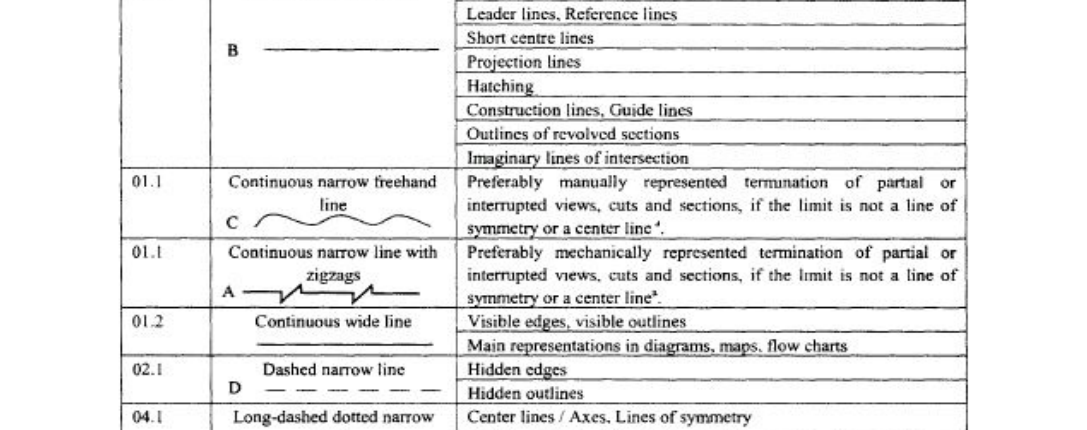 Leader lines, Reference lines
Short centre lines
B
Projection lines
Hatching
Construction lines, Guide lines
Outlines of revolved sections
Imaginary lines of intersection
01.1 Continuous narrow freehand line
C
Preferably manually represented termination of partial or
interrupted views, cuts and sections, if the limit is not a line of
symmetry or a center line ª.
01.1 Continuous narrow line with zigzags
A
Preferably mechanically represented termination of partial or
interrupted views, cuts and sections, if the limit is not a line of
symmetry or a center lineª.
01.2 Continuous wide line
Visible edges, visible outlines
Main representations in diagrams, maps, flow charts
02.1 Dashed narrow line
D
Hidden edges
Hidden outlines
04.1 Long-dashed dotted narrow
Center lines / Axes, Lines of symmetry